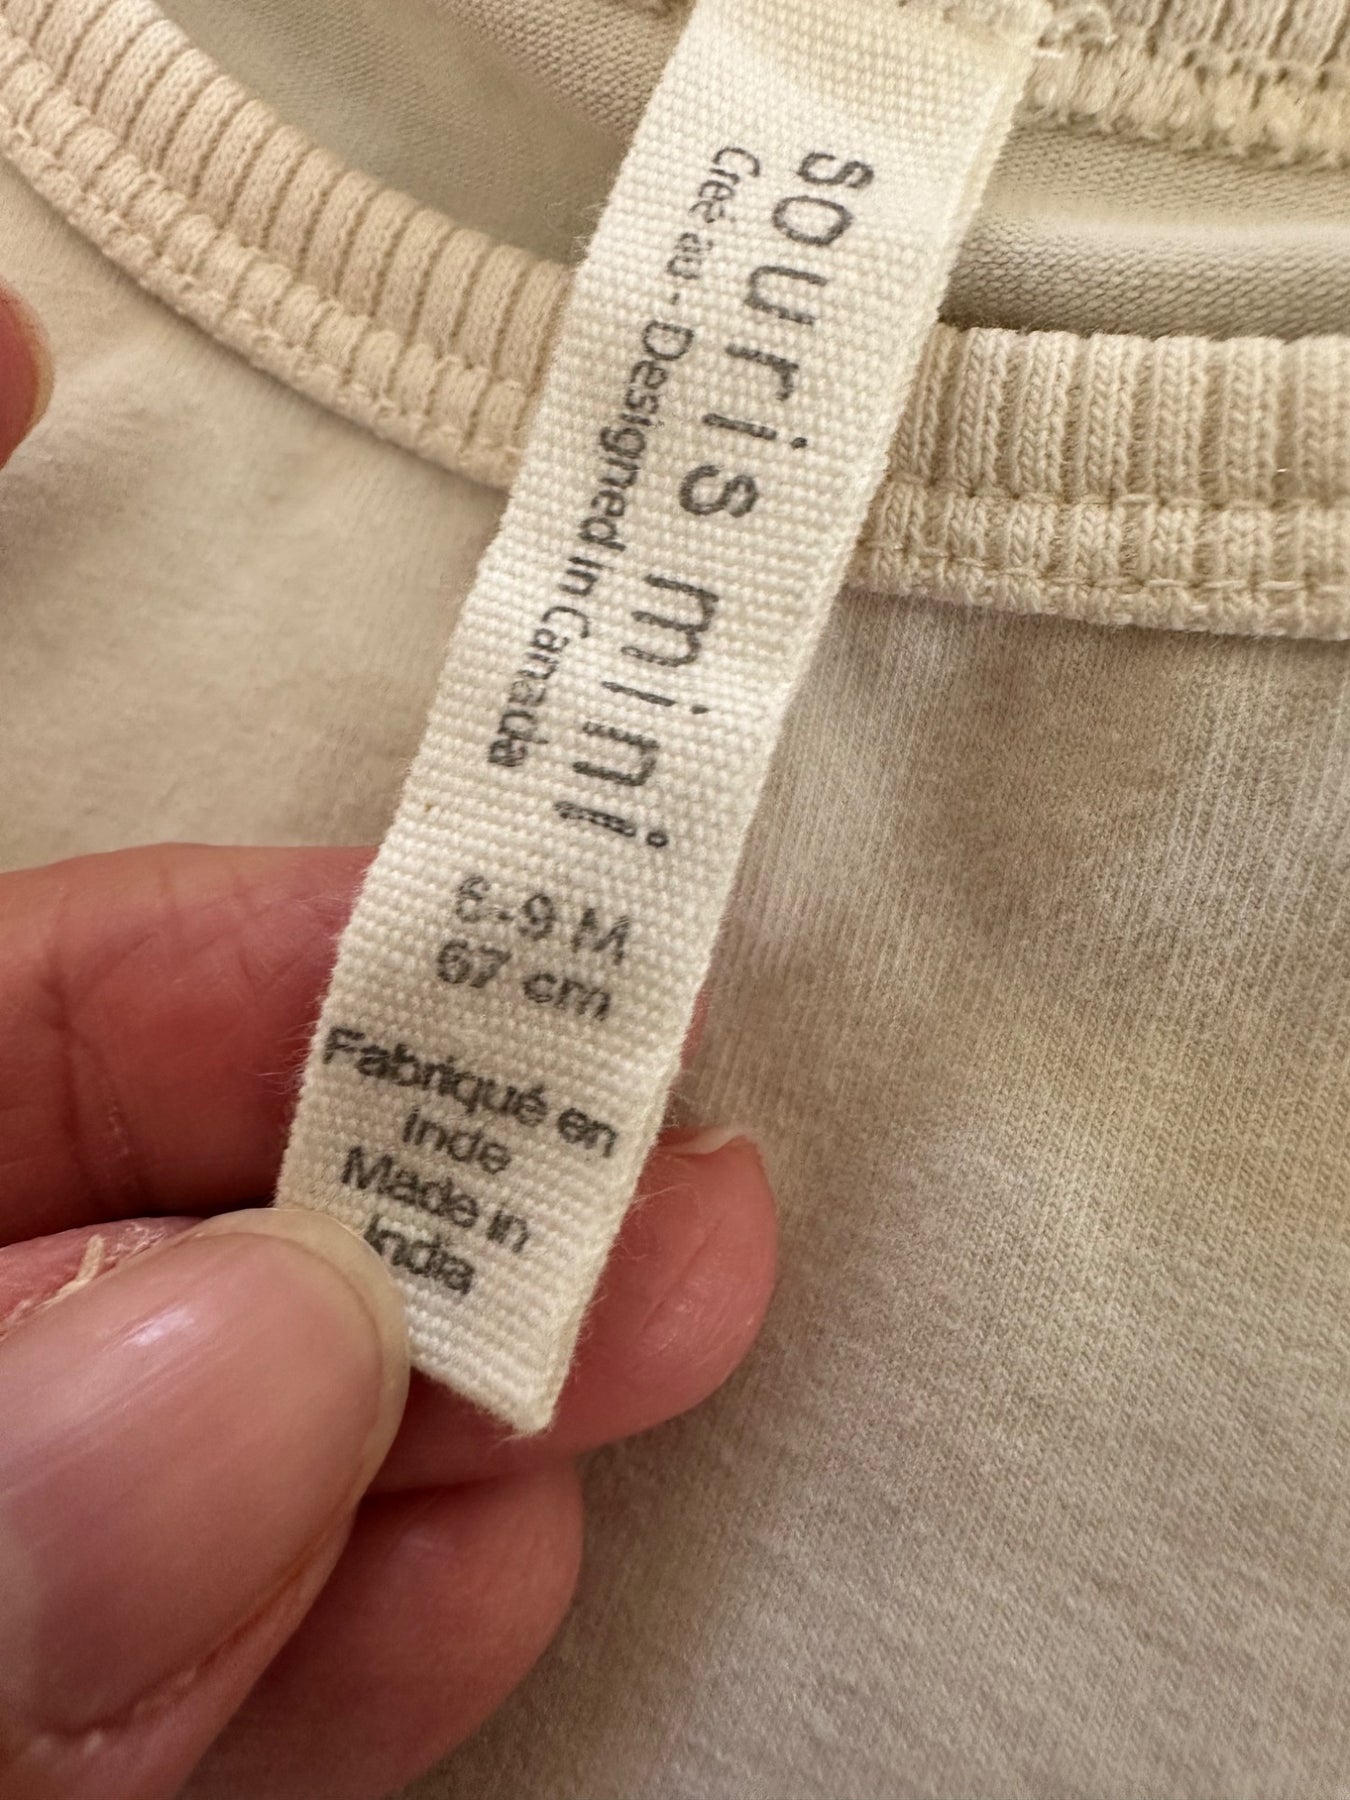 souris mini
Créé au - Designed in Canada
6-9 M
67 cm
Fabriqué en
Inde
Made in
India